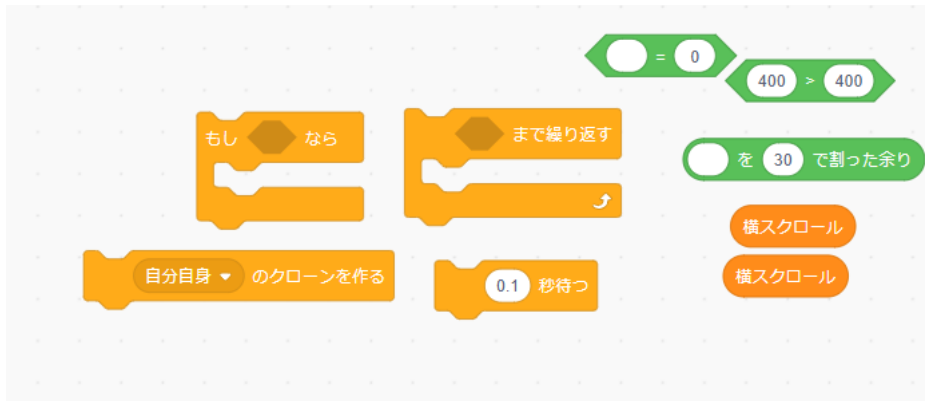 = 0
400 > 400
もし なら
まで繰り返す
を 30 で割った余り
横スクロール
自分自身 のクローンを作る
0.1 秒待つ
横スクロール